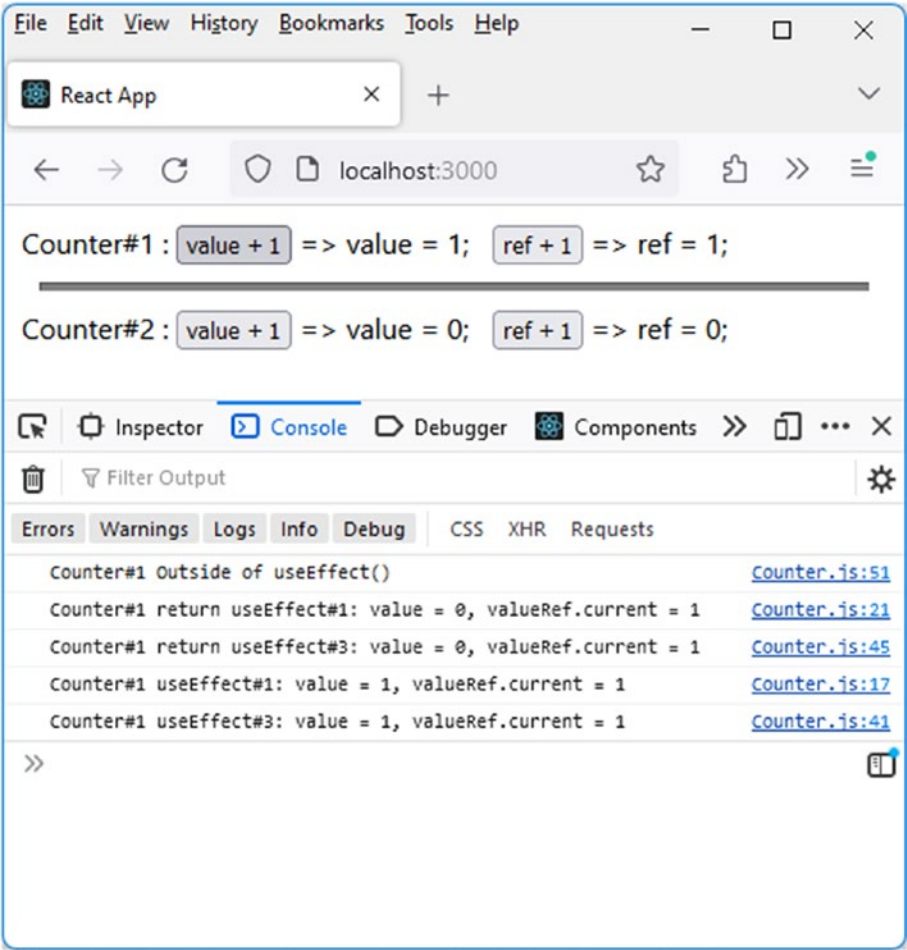 File Edit View History Bookmarks Tools Help
React App
localhost:3000
Counter#1 : value + 1 => value = 1; ref + 1 => ref = 1;
Counter#2 : value + 1 => value = 0; ref + 1 => ref = 0;
Inspector Console Debugger Components
Filter Output
Errors Warnings Logs Info Debug CSS XHR Requests
Counter#1 Outside of useEffect() Counter.js:51
Counter#1 return useEffect#1: value = 0, valueRef.current = 1 Counter.js:21
Counter#1 return useEffect#3: value = 0, valueRef.current = 1 Counter.js:45
Counter#1 useEffect#1: value = 1, valueRef.current = 1 Counter.js:17
Counter#1 useEffect#3: value = 1, valueRef.current = 1 Counter.js:41